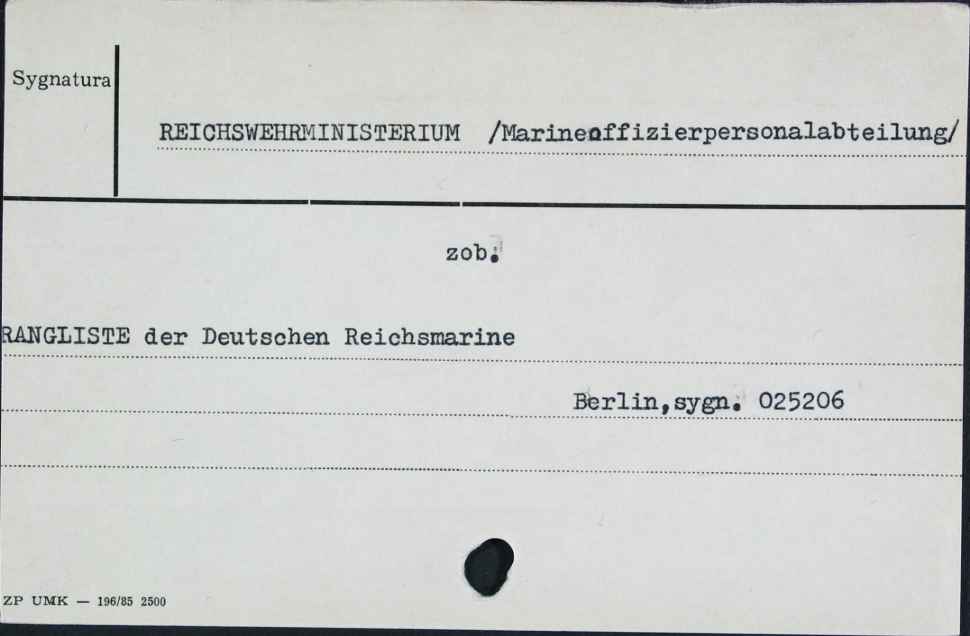 Sygnatura
REICHSWEHRMINISTERIUM /Marineoffizierpersonalabteilung/
zob.
RANGLISTE der Deutschen Reichsmarine
Berlin,sygn. 025206
ZP UMK — 196/85 2500